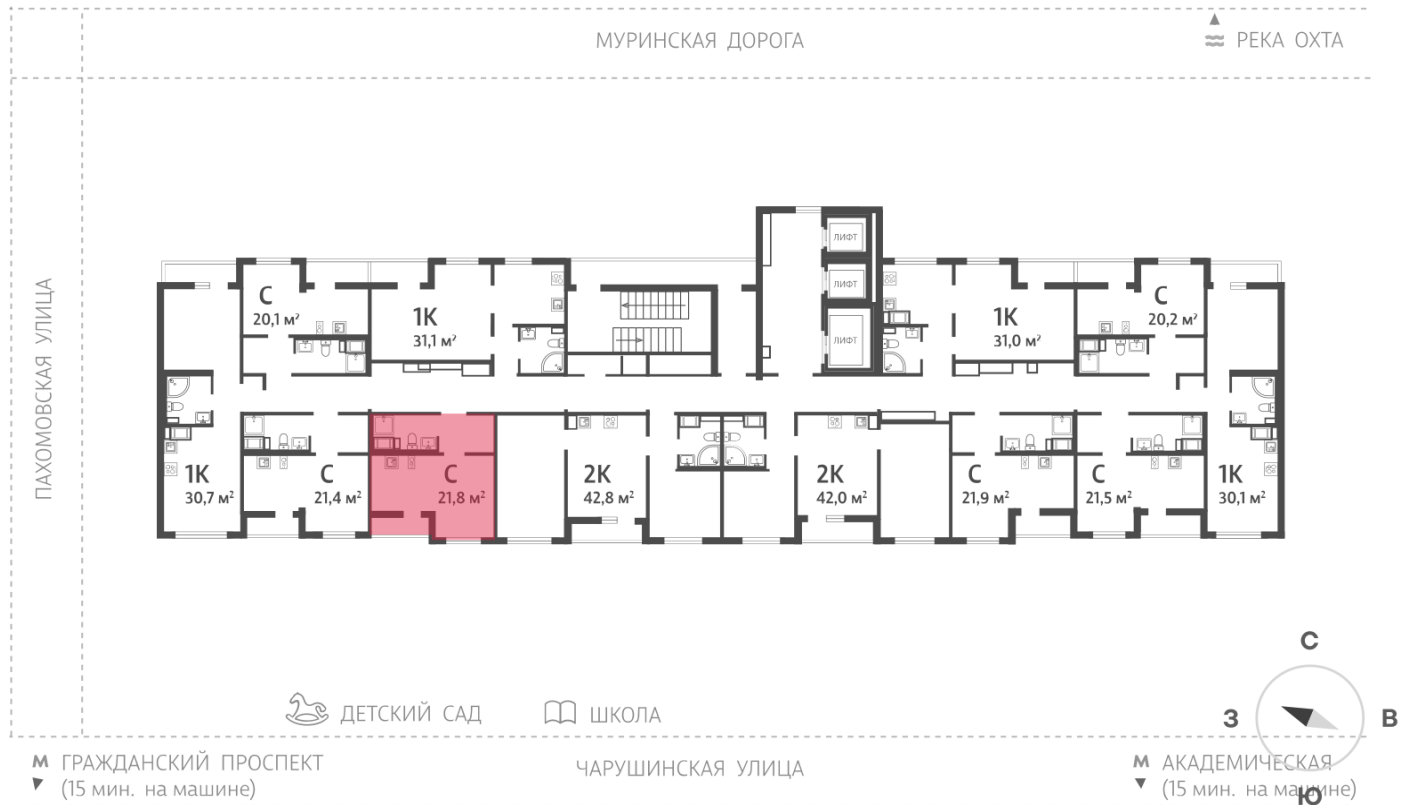 МУРИНСКАЯ ДОРОГА
РЕКА ОХТА
ПАХОМОВСКАЯ УЛИЦА
ЛИФТ
ЛИФТ
ЛИФТ
С
20,1 м²
1К
31,1 м²
1К
31,0 м²
С
20,2 м²
1К
30,7 м²
С
21,4 м²
С
21,8 м²
2К
42,8 м²
2К
42,0 м²
С
21,9 м²
С
21,5 м²
1К
30,1 м²
ДЕТСКИЙ САД
ШКОЛА
С
З
В
Ю
М ГРАЖДАНСКИЙ ПРОСПЕКТ
(15 мин. на машине)
ЧАРУШИНСКАЯ УЛИЦА
М АКАДЕМИЧЕСКАЯ
(15 мин. на машине)